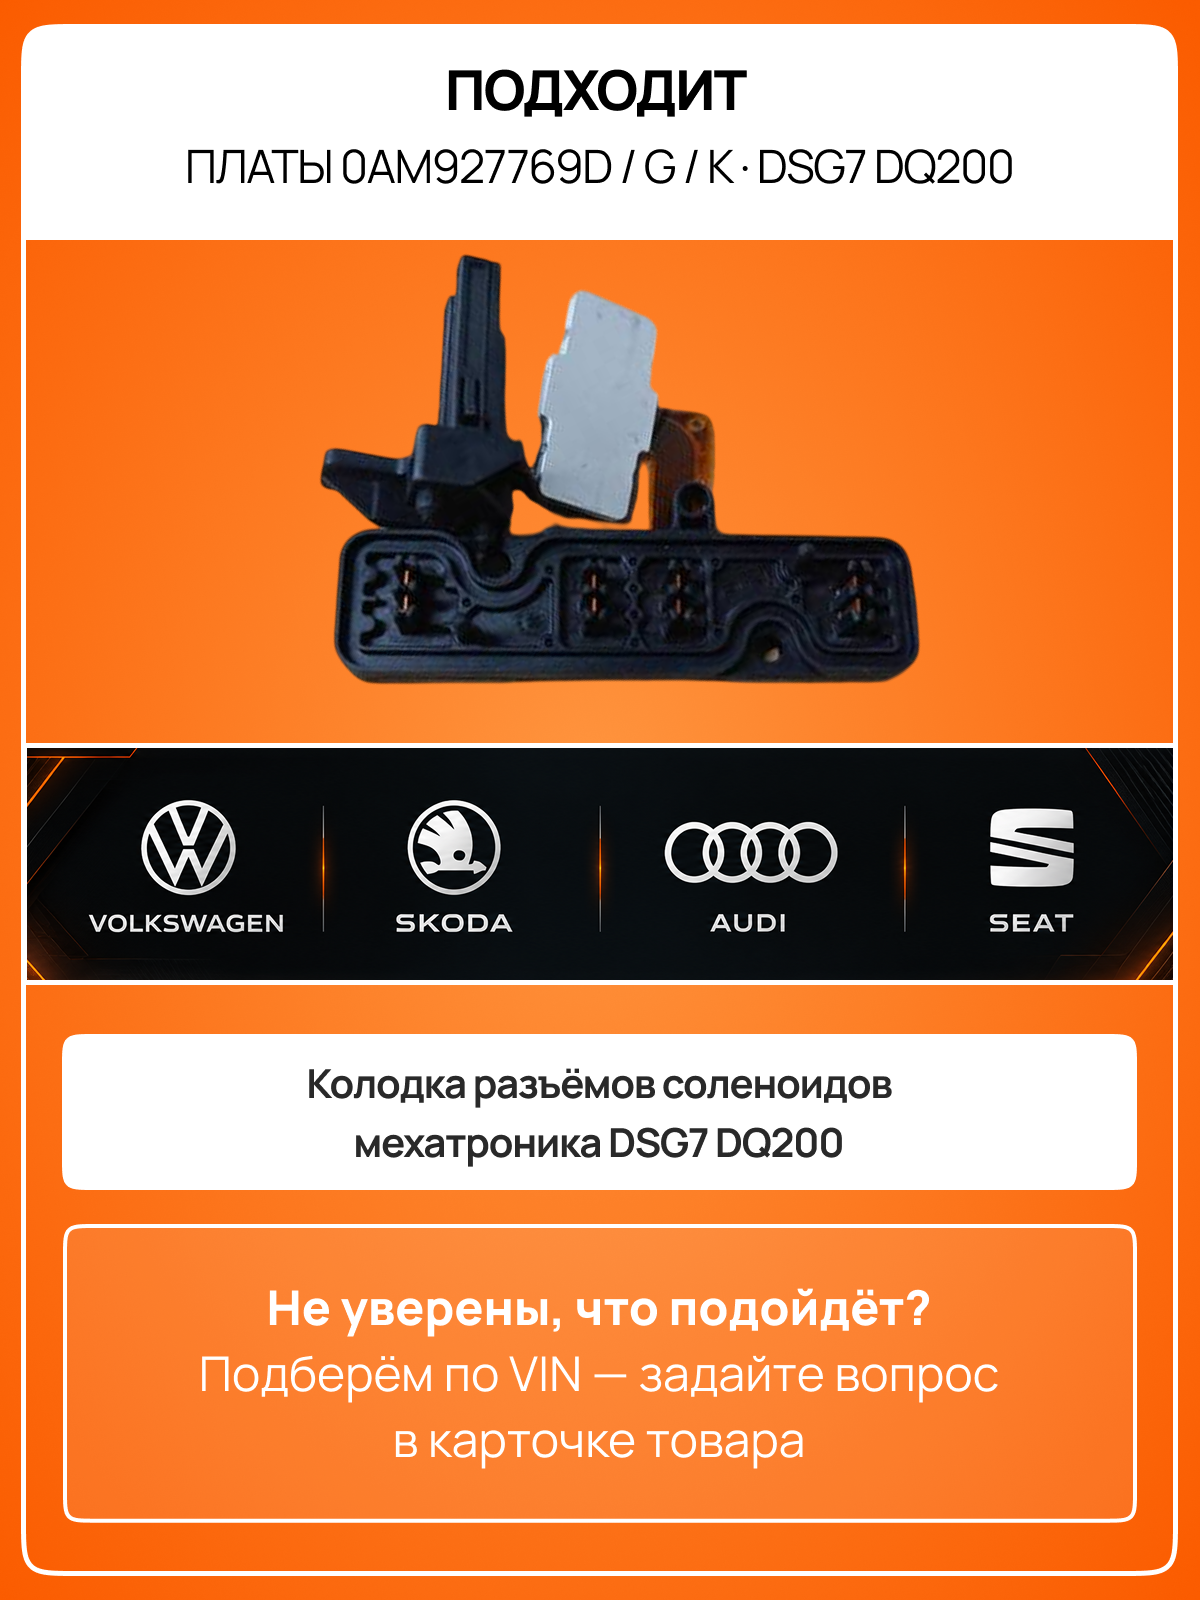 ПОДХОДИТ
ПЛАТЫ 0AM927769D / G / K · DSG7 DQ200
VOLKSWAGEN
SKODA
AUDI
SEAT
Колодка разъёмов соленоидов
мехатроника DSG7 DQ200
Не уверены, что подойдёт?
Подберём по VIN — задайте вопрос
в карточке товара